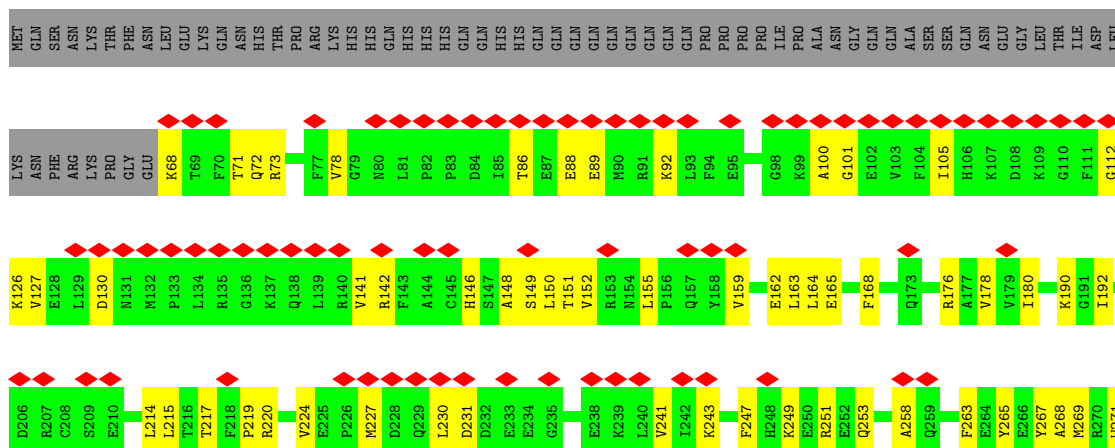 MET GLN SER ASN LYS THR PHE ASN LEU GLU LYS GLN ASN HIS THR PRO ARG LYS HIS HIS GLN HIS HIS HIS GLN GLN HIS HIS GLN GLN GLN GLN GLN GLN GLN GLN GLN PRO PRO PRO PRO ILE PRO ALA ASN GLY GLN GLN ALA SER SER GLN ASN GLU GLY LEU THR ILE ASP LEU
LYS ASN PHE ARG LYS PRO GLY GLU K68 T69 F70 T71 Q72 R73 F77 V78 G79 N80 L81 P82 P83 D84 I85 T86 E87 E88 E89 M90 R91 K92 L93 F94 E95 G98 K99 A100 G101 E102 V103 F104 I105 H106 K107 D108 K109 G110 F111 G112
K126 V127 E128 L129 D130 N131 M132 P133 L134 R135 G136 K137 Q138 L139 R140 V141 R142 F143 A144 C145 H146 S147 A148 S149 L150 T151 V152 R153 N154 L155 P156 Q157 Y158 V159 E162 L163 L164 E165 F168 Q173 R176 A177 V178 V179 I180 K190 G191 I192
D206 R207 C208 S209 E210 L214 L215 T216 T217 F218 P219 R220 V224 E225 P226 M227 D228 Q229 L230 D231 D232 E233 E234 G235 E238 K239 L240 V241 I242 K243 F247 H248 K249 E250 R251 E252 Q253 A258 Q259 F263 E264 Y265 E266 Y267 A268 M269 R270